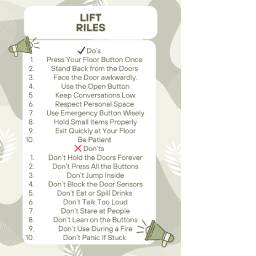 LIFT
RILES
✔ Do's
1. Press Your Floor Button Once
2. Stand Back from the Doors
3. Face the Door awkwardly.
4. Use the Open Button
5. Keep Conversations Low
6. Respect Personal Space
7. Use Emergency Button Wisely
8. Hold Small Items Properly
9. Exit Quickly at Your Floor
10. Be Patient
❌ Don'ts
1. Don't Hold the Doors Forever
2. Don't Press All the Buttons
3. Don't Jump Inside
4. Don't Block the Door Sensors
5. Don't Eat or Spill Drinks
6. Don't Talk Too Loud
7. Don't Stare at People
8. Don't Lean on the Buttons
9. Don't Use During a Fire
10. Don't Panic if Stuck